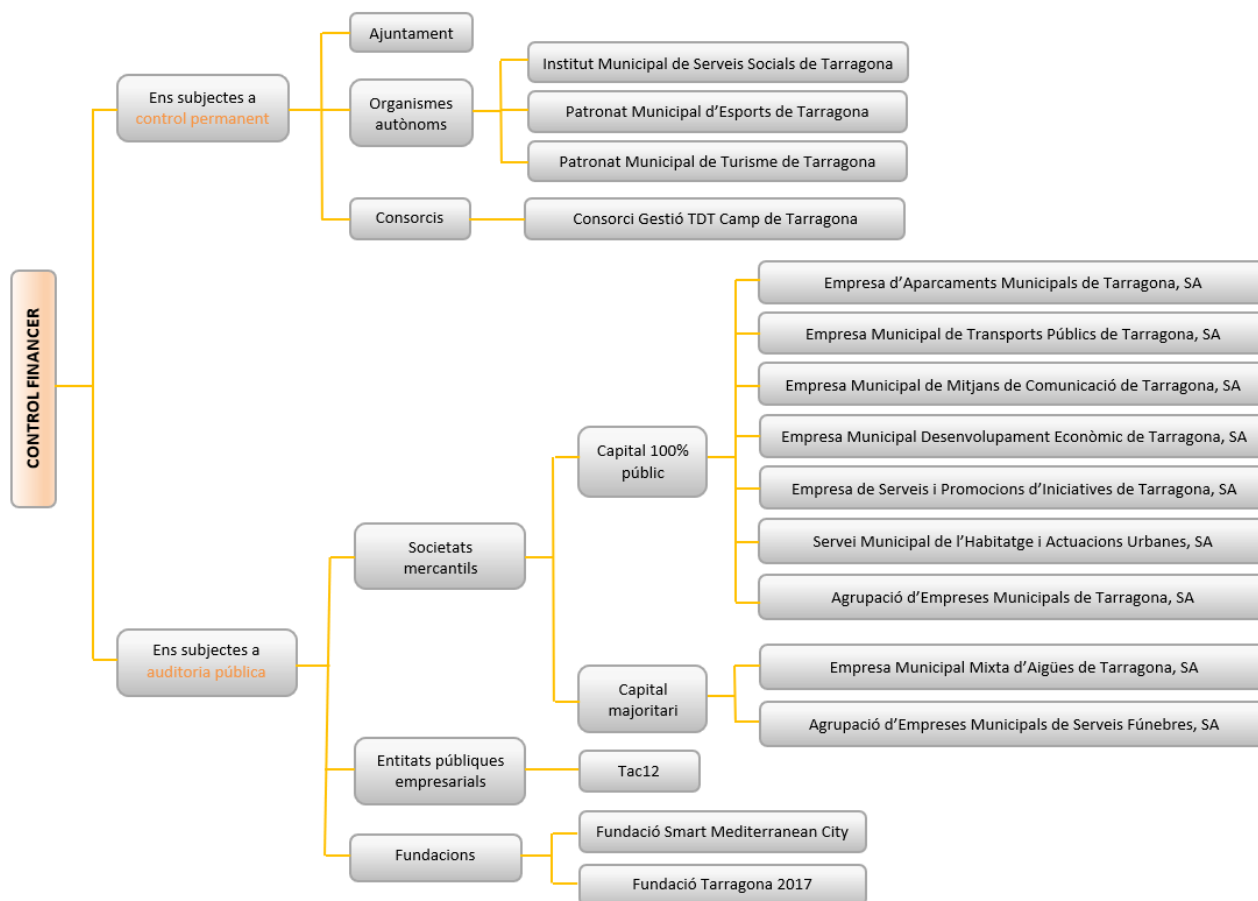 CONTROL FINANCER
Ens subjectes a
control permanent
Ajuntament
Organismes
autònoms
Institut Municipal de Serveis Socials de Tarragona
Patronat Municipal d’Esports de Tarragona
Patronat Municipal de Turisme de Tarragona
Consorcis
Consorci Gestió TDT Camp de Tarragona
Ens subjectes a
auditoria pública
Societats
mercantils
Capital 100%
públic
Empresa d’Aparcaments Municipals de Tarragona, SA
Empresa Municipal de Transports Públics de Tarragona, SA
Empresa Municipal de Mitjans de Comunicació de Tarragona, SA
Empresa Municipal Desenvolupament Econòmic de Tarragona, SA
Empresa de Serveis i Promocions d’Iniciatives de Tarragona, SA
Servei Municipal de l’Habitatge i Actuacions Urbanes, SA
Agrupació d’Empreses Municipals de Tarragona, SA
Capital
majoritari
Empresa Municipal Mixta d’Aigües de Tarragona, SA
Agrupació d’Empreses Municipals de Serveis Fúnebres, SA
Entitats públiques
empresarials
Tac12
Fundacions
Fundació Smart Mediterranean City
Fundació Tarragona 2017